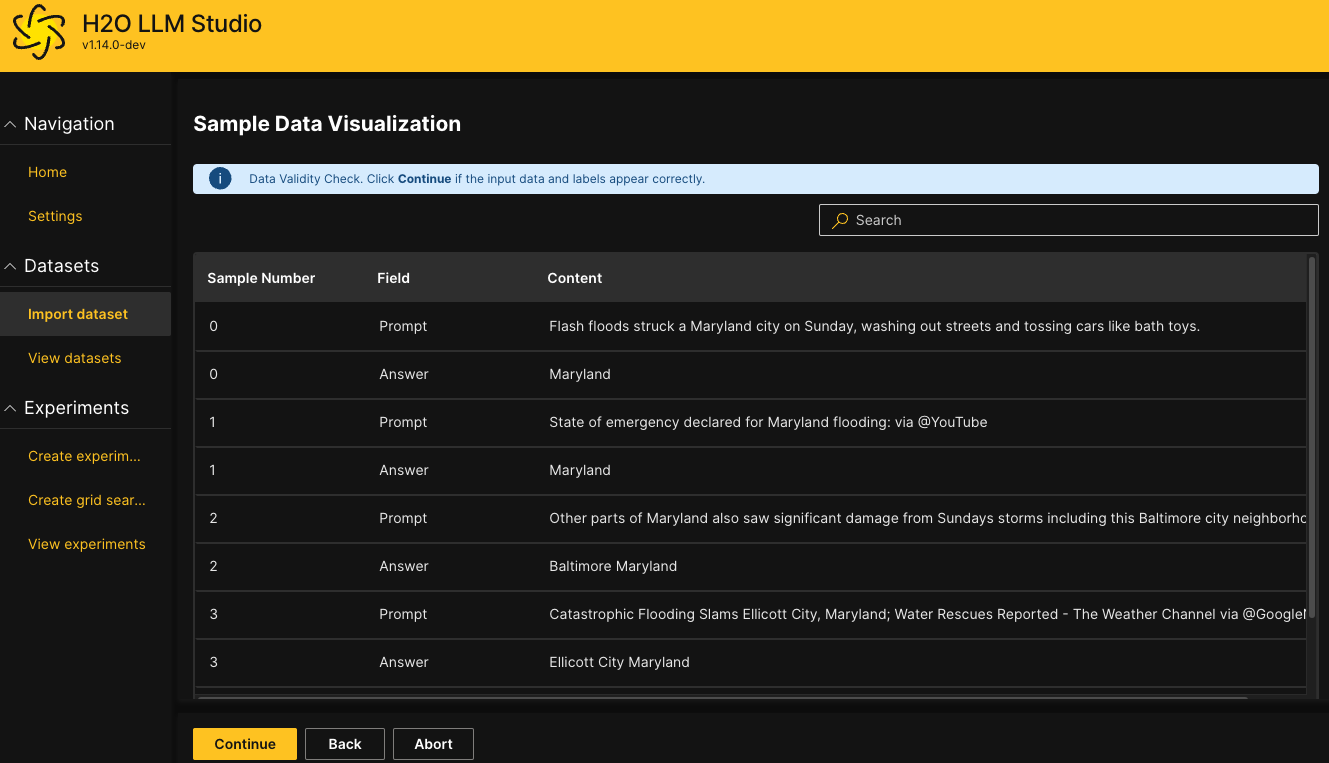 H2O LLM Studio
v1.14.0-dev
Navigation
Home
Settings
Datasets
Import dataset
View datasets
Experiments
Create experim...
Create grid sear...
View experiments
Sample Data Visualization
i Data Validity Check. Click Continue if the input data and labels appear correctly.
Search
Sample Number Field Content
0 Prompt Flash floods struck a Maryland city on Sunday, washing out streets and tossing cars like bath toys.
0 Answer Maryland
1 Prompt State of emergency declared for Maryland flooding: via @YouTube
1 Answer Maryland
2 Prompt Other parts of Maryland also saw significant damage from Sundays storms including this Baltimore city neighborho
2 Answer Baltimore Maryland
3 Prompt Catastrophic Flooding Slams Ellicott City, Maryland; Water Rescues Reported - The Weather Channel via @Google
3 Answer Ellicott City Maryland
Continue Back Abort